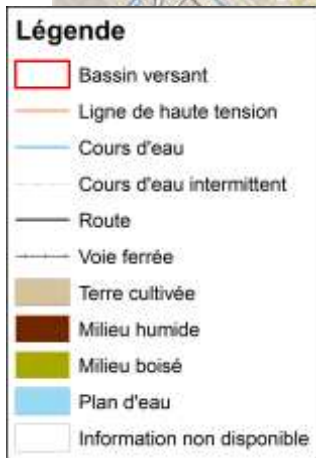 Légende
Bassin versant
Ligne de haute tension
Cours d'eau
Cours d'eau intermittent
Route
Voie ferrée
Terre cultivée
Milieu humide
Milieu boisé
Plan d'eau
Information non disponible